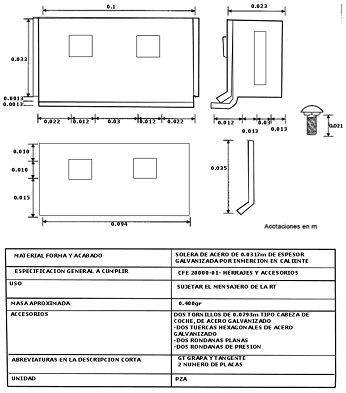 0.1
0.023
0.033
0.0013
0.0013
0.022 0.012 0.03 0.012 0.022
0.012 0.03 0.013
0.013
0.021
0.010
0.010
0.015
0.094
0.035
Acotaciones en m
MATERIAL FORMA Y ACABADO
SOLERA DE ACERO DE 0.0317m DE ESPESOR
GALVANIZADA POR INMERCION EN CALIENTE
ESPECIFICACION GENERAL A CUMPLIR
CFE 20000-01- HERRAJES Y ACCESORIOS
USO
SUJETAR EL MENSAJERO DE LA RT
MASA APROXIMADA
0.400gr
ACCESORIOS
DOS TORNILLOS DE 0.0793m TIPO CABEZA
DE COCHE, DE ACERO GALVANIZADO
-DOS TUERCAS HEXAGONALES DE ACERO
GALVANIZADO
-DOS RONDANAS PLANAS
-DOS RONDANAS DE PRESION
ABREVIATURAS EN LA DESCRIPCION CORTA
GT GRAPA Y TANGENTE
2 NUMERO DE PLACAS
UNIDAD
PZA